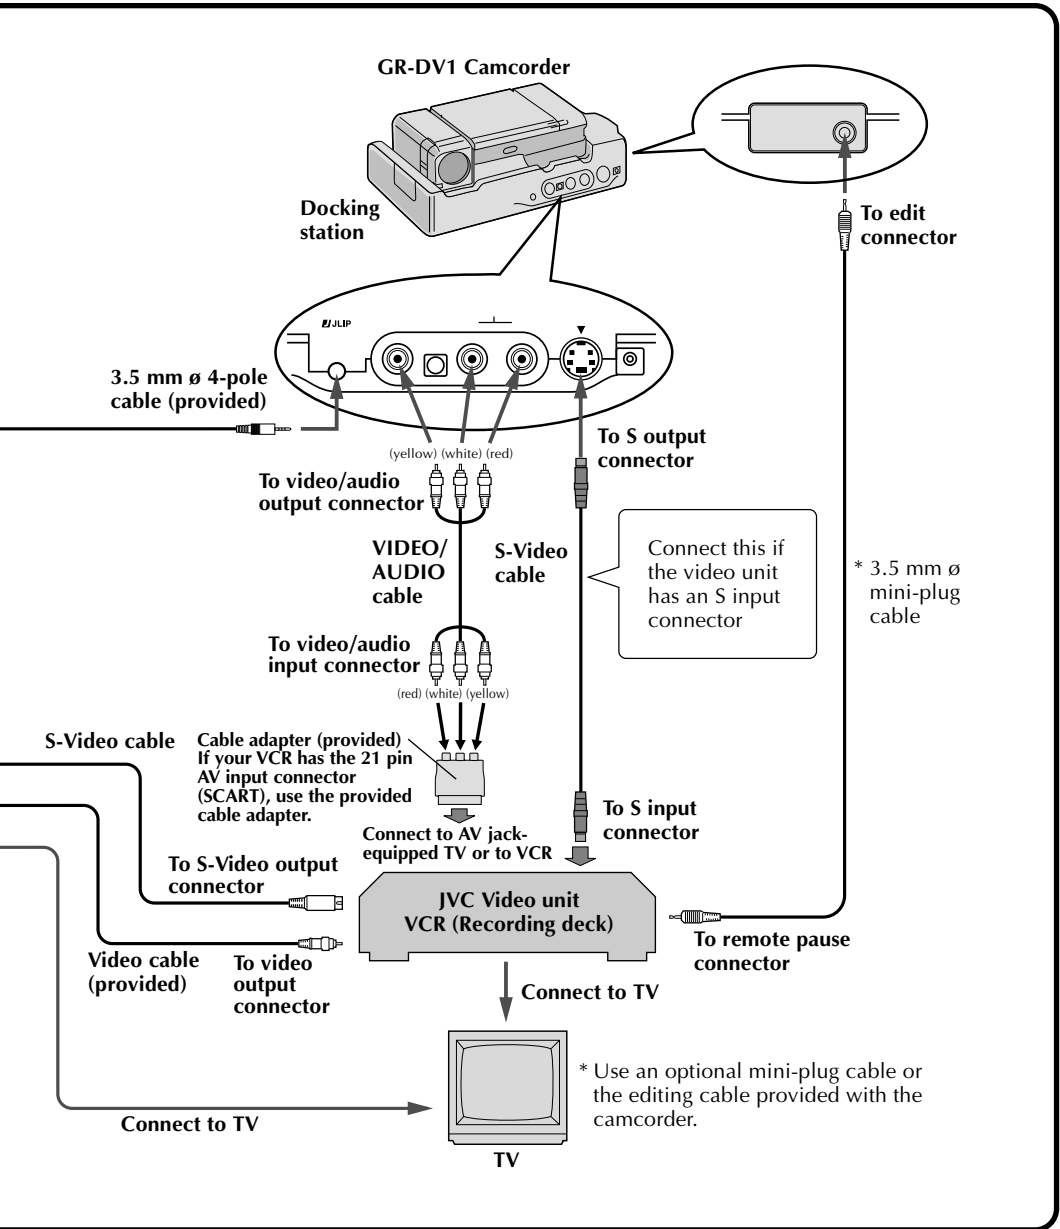 GR-DV1 Camcorder
Docking
station
To edit
connector
JLIP
3.5 mm ø 4-pole
cable (provided)
(yellow) (white) (red)
To S output
connector
To video/audio
output connector
VIDEO/
AUDIO
cable
S-Video
cable
Connect this if
the video unit
has an S input
connector
* 3.5 mm ø
mini-plug
cable
To video/audio
input connector
(red) (white) (yellow)
S-Video cable
Cable adapter (provided)
If your VCR has the 21 pin
AV input connector
(SCART), use the provided
cable adapter.
To S input
connector
Connect to AV jack-
equipped TV or to VCR
To S-Video output
connector
JVC Video unit
VCR (Recording deck)
To remote pause
connector
Video cable
(provided)
To video
output
connector
Connect to TV
* Use an optional mini-plug cable or
the editing cable provided with the
camcorder.
Connect to TV
TV